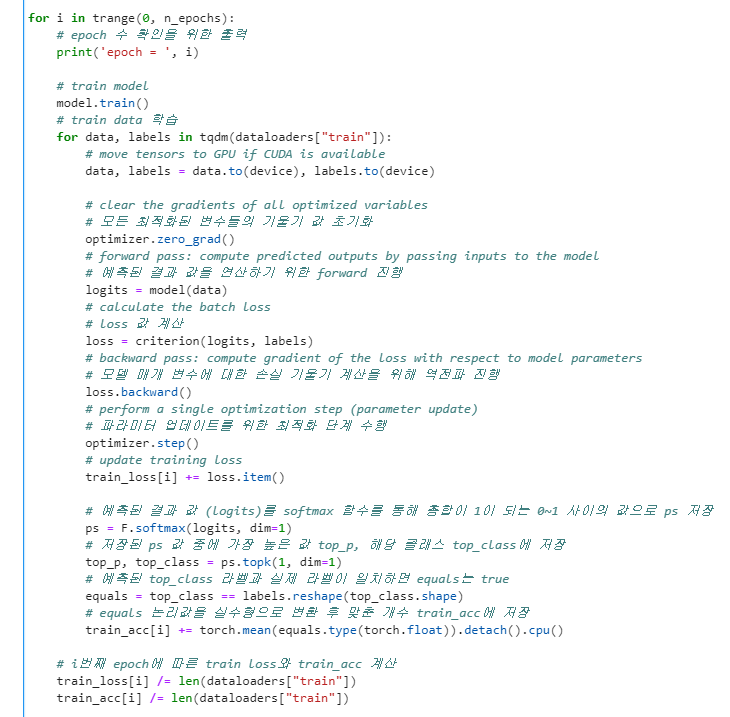 for i in trange(0, n_epochs):
# epoch 수 확인을 위한 출력
print('epoch = ', i)
# train model
model.train()
# train data 학습
for data, labels in tqdm(dataloaders["train"]):
# move tensors to GPU if CUDA is available
data, labels = data.to(device), labels.to(device)
# clear the gradients of all optimized variables
# 모든 최적화된 변수들의 기울기 값 초기화
optimizer.zero_grad()
# forward pass: compute predicted outputs by passing inputs to the model
# 예측된 결과 값을 연산하기 위한 forward 진행
logits = model(data)
# calculate the batch loss
# loss 값 계산
loss = criterion(logits, labels)
# backward pass: compute gradient of the loss with respect to model parameters
# 모델 매개 변수에 대한 손실 기울기 계산을 위해 역전파 진행
loss.backward()
# perform a single optimization step (parameter update)
# 파라미터 업데이트를 위한 최적화 단계 수행
optimizer.step()
# update training loss
train_loss[i] += loss.item()
# 예측된 결과 값 (logits)를 softmax 함수를 통해 총합이 1이 되는 0~1 사이의 값으로 ps 저장
ps = F.softmax(logits, dim=1)
# 저장된 ps 값 중에 가장 높은 값 top_p, 해당 클래스 top_class에 저장
top_p, top_class = ps.topk(1, dim=1)
# 예측된 top_class 라벨과 실제 라벨이 일치하면 equals는 true
equals = top_class == labels.reshape(top_class.shape)
# equals 논리값을 실수형으로 변환 후 맞춘 개수 train_acc에 저장
train_acc[i] += torch.mean(equals.type(torch.float)).detach().cpu()
# i번째 epoch에 따른 train loss와 train_acc 계산
train_loss[i] /= len(dataloaders["train"])
train_acc[i] /= len(dataloaders["train"])